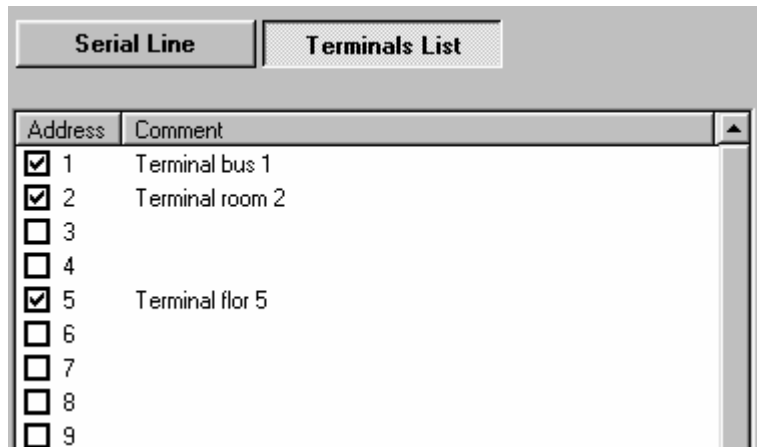 Serial Line Terminals List
Address Comment
1 Terminal bus 1
2 Terminal room 2
3
4
5 Terminal flor 5
6
7
8
9